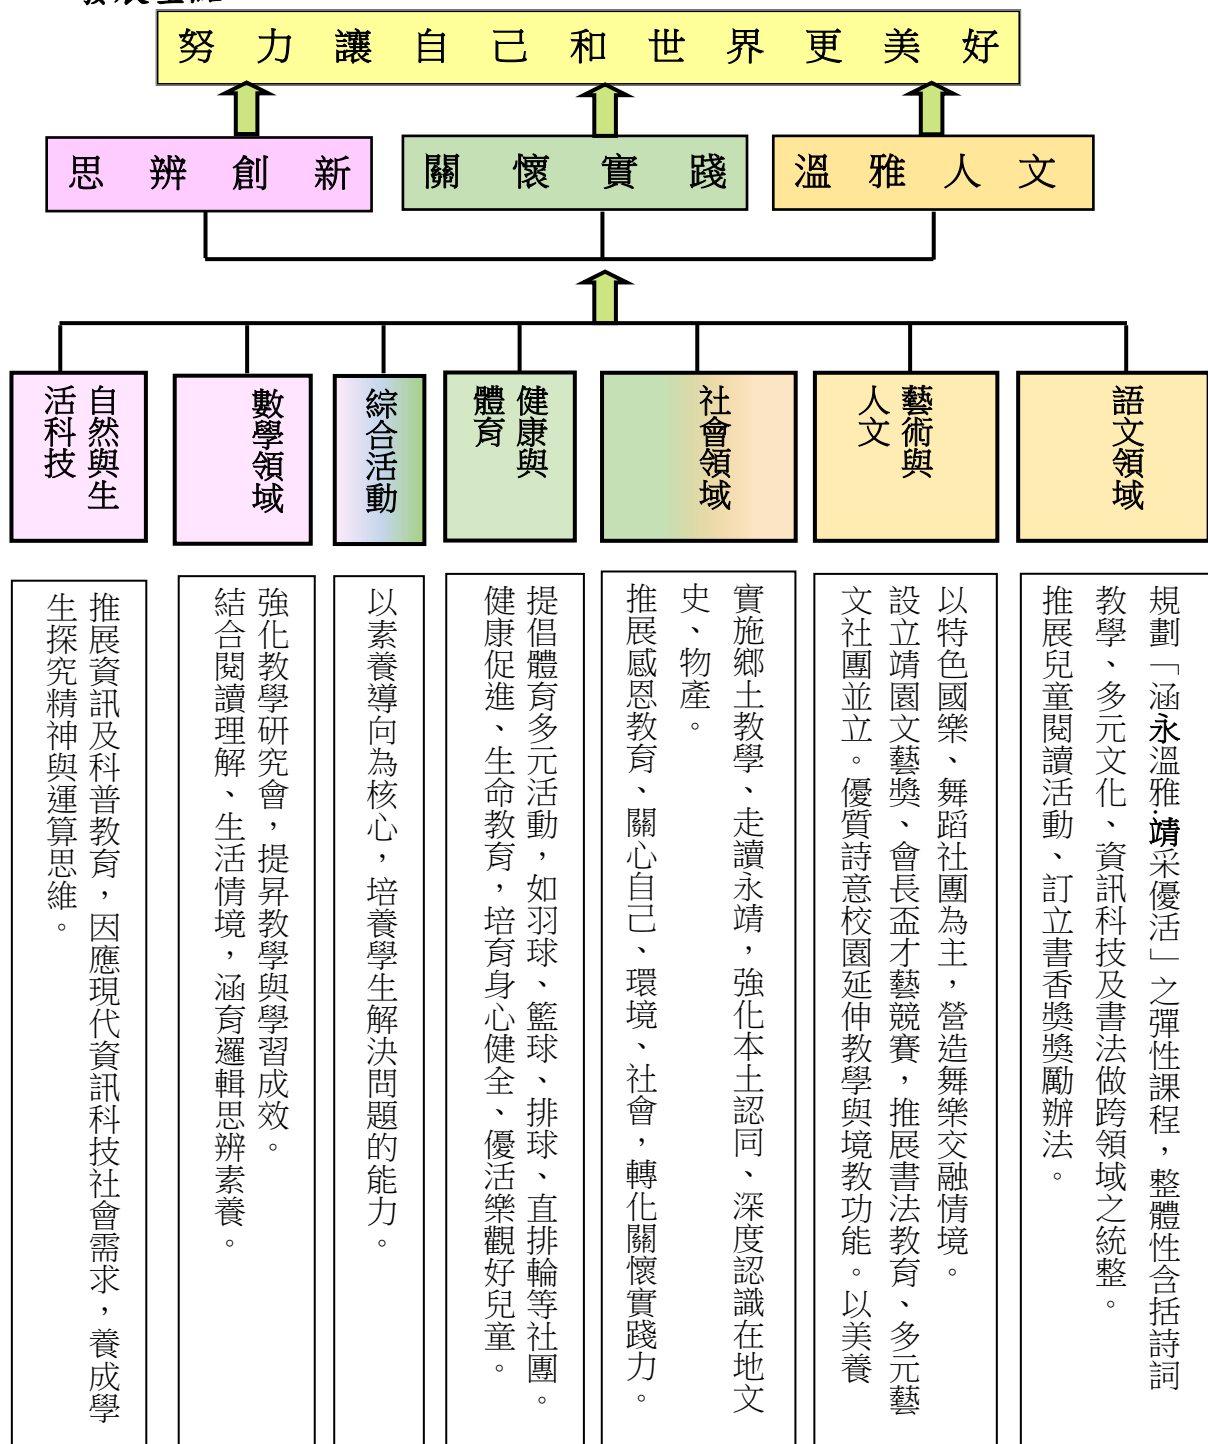 努力讓自己和世界更美好
思辨創新
關懷實踐
溫雅人文
語文領域
藝術與
人文
社會領域
健康與
體育
綜合活動
數學領域
自然與生
活科技
規劃「涵永溫雅‧靖采優活」之彈性課程，整體性含括詩詞
教學、多元文化、資訊科技及書法做跨領域之統整。
推展兒童閱讀活動、訂立書香獎獎勵辦法。
以特色國樂、舞蹈社團為主，營造舞樂交融情境。
設立靖園文藝獎、會長盃才藝競賽，推展書法教育、多元藝
文社團並立。優質詩意校園延伸教學與境教功能。以美養
實施鄉土教學、走讀永靖，強化本土認同、深度認識在地文
史、物產。
推展感恩教育、關心自己、環境、社會，轉化關懷實踐力。
提倡體育多元活動，如羽球、籃球、排球、直排輪等社團。
健康促進、生命教育，培育身心健全、優活樂觀好兒童。
以素養導向為核心，培養學生解決問題的能力。
強化教學研究會，提昇教學與學習成效。
結合閱讀理解、生活情境，涵育邏輯思辨素養。
推展資訊及科普教育，因應現代資訊科技社會需求，養成學
生探究精神與運算思維。